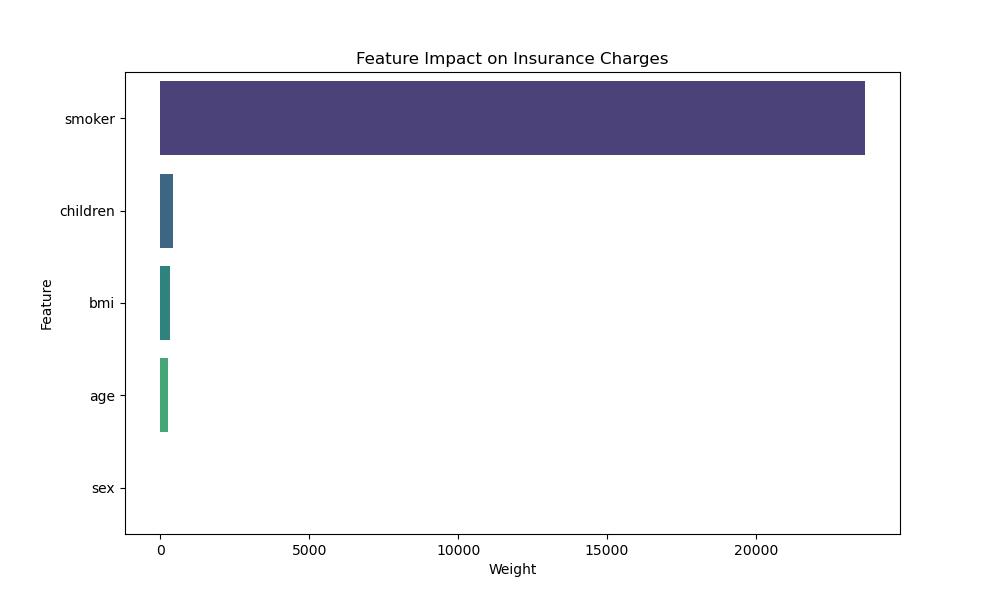 Feature Impact on Insurance Charges
smoker
children
bmi
age
sex
Feature
0 5000 10000 15000 20000
Weight